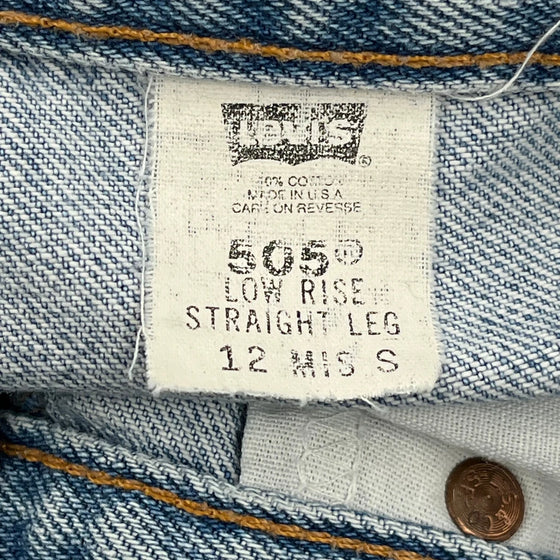 Levi's
®
100% COTTON
MADE IN U.S.A.
CARE ON REVERSE
505®
LOW RISE
STRAIGHT LEG
12 MIS S